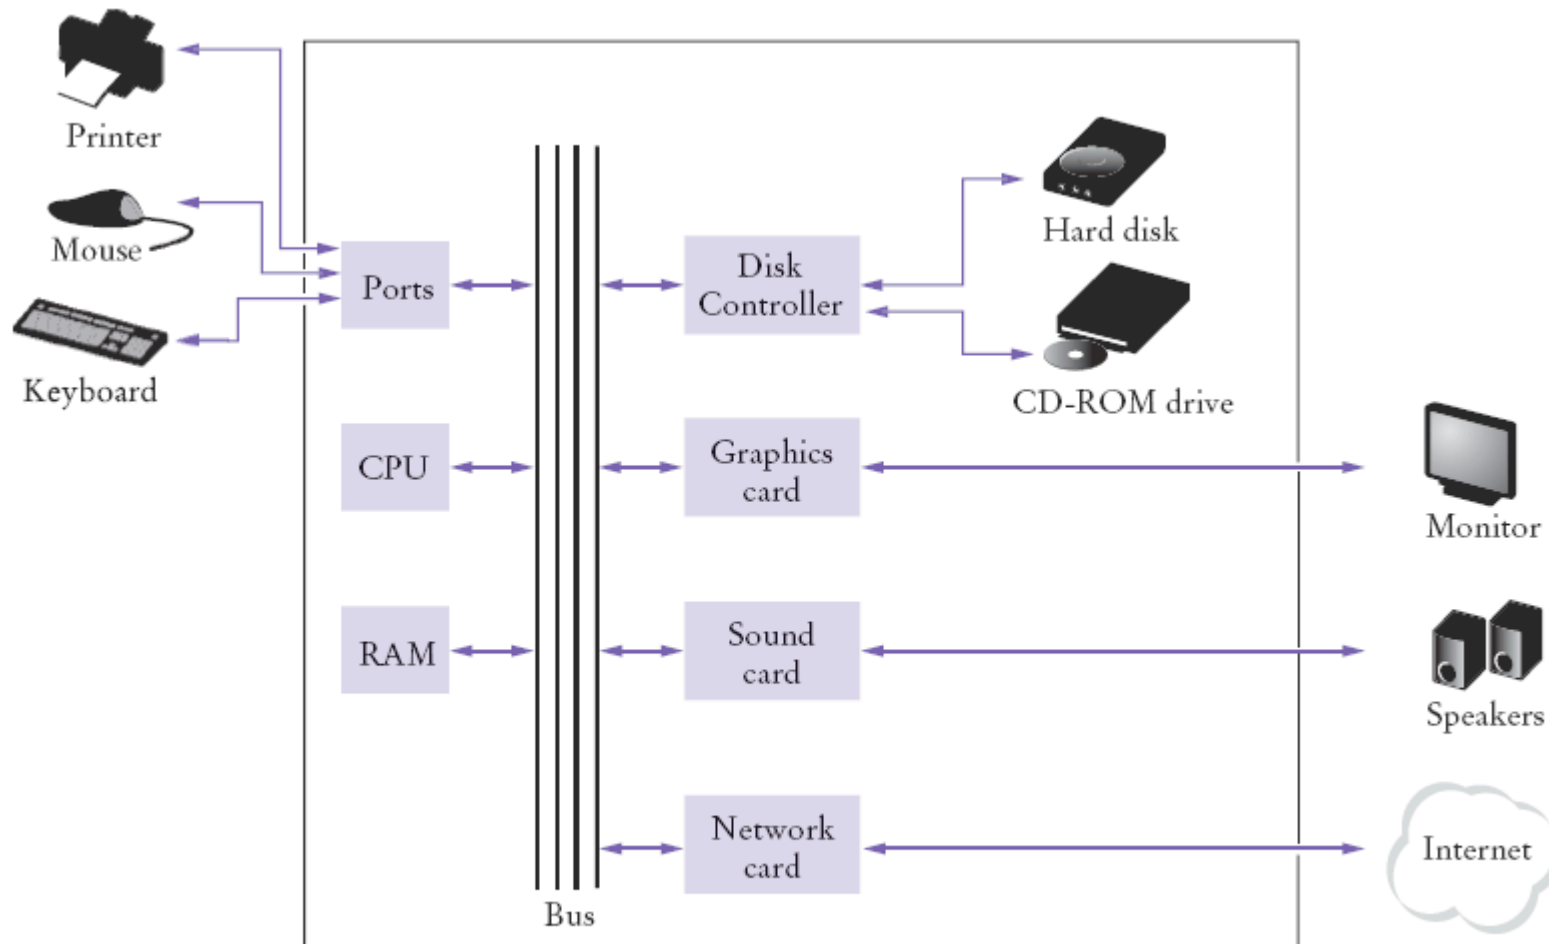 Printer
Mouse
Keyboard
Ports
CPU
RAM
Bus
Disk
Controller
Hard disk
CD-ROM drive
Graphics
card
Monitor
Sound
card
Speakers
Network
card
Internet